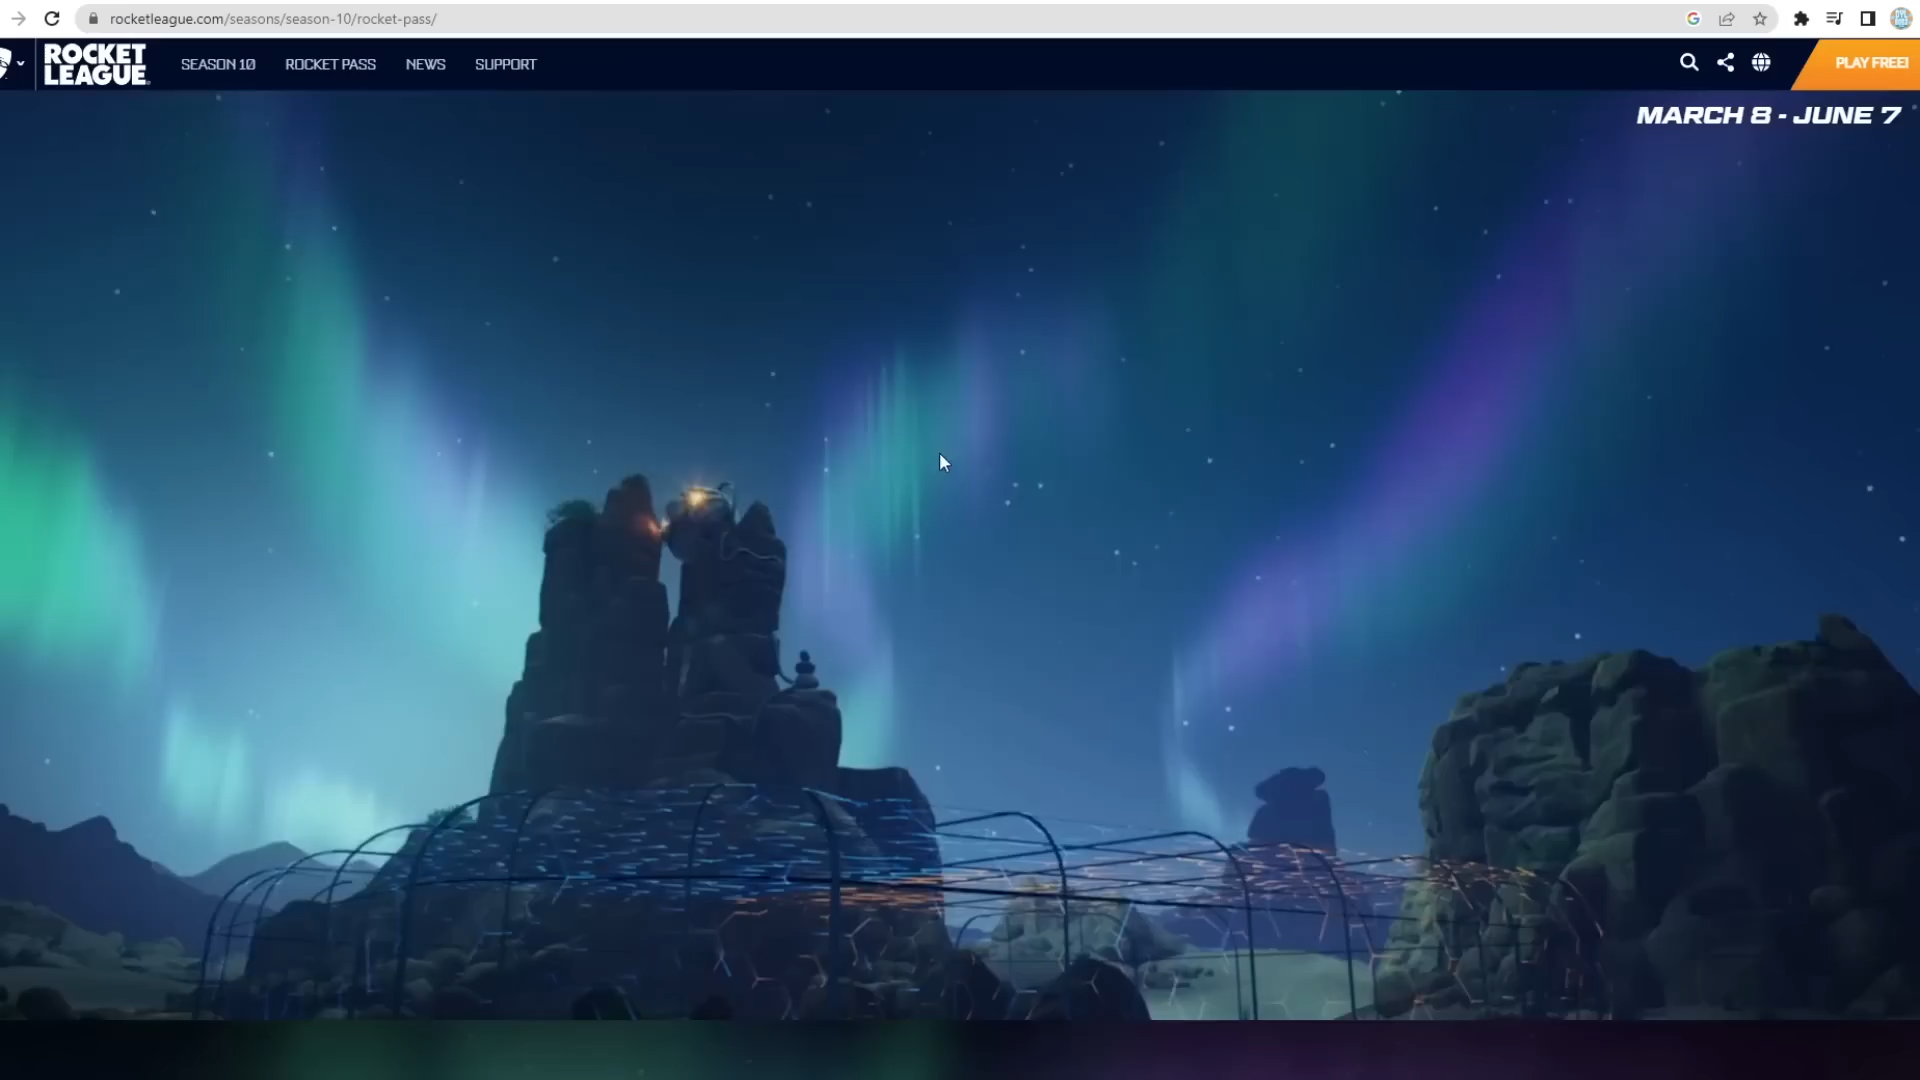 rocketleague.com/seasons/season-10/rocket-pass/
ROCKET
LEAGUE
SEASON 10
ROCKET PASS
NEWS
SUPPORT
PLAY FREE!
MARCH 8 - JUNE 7